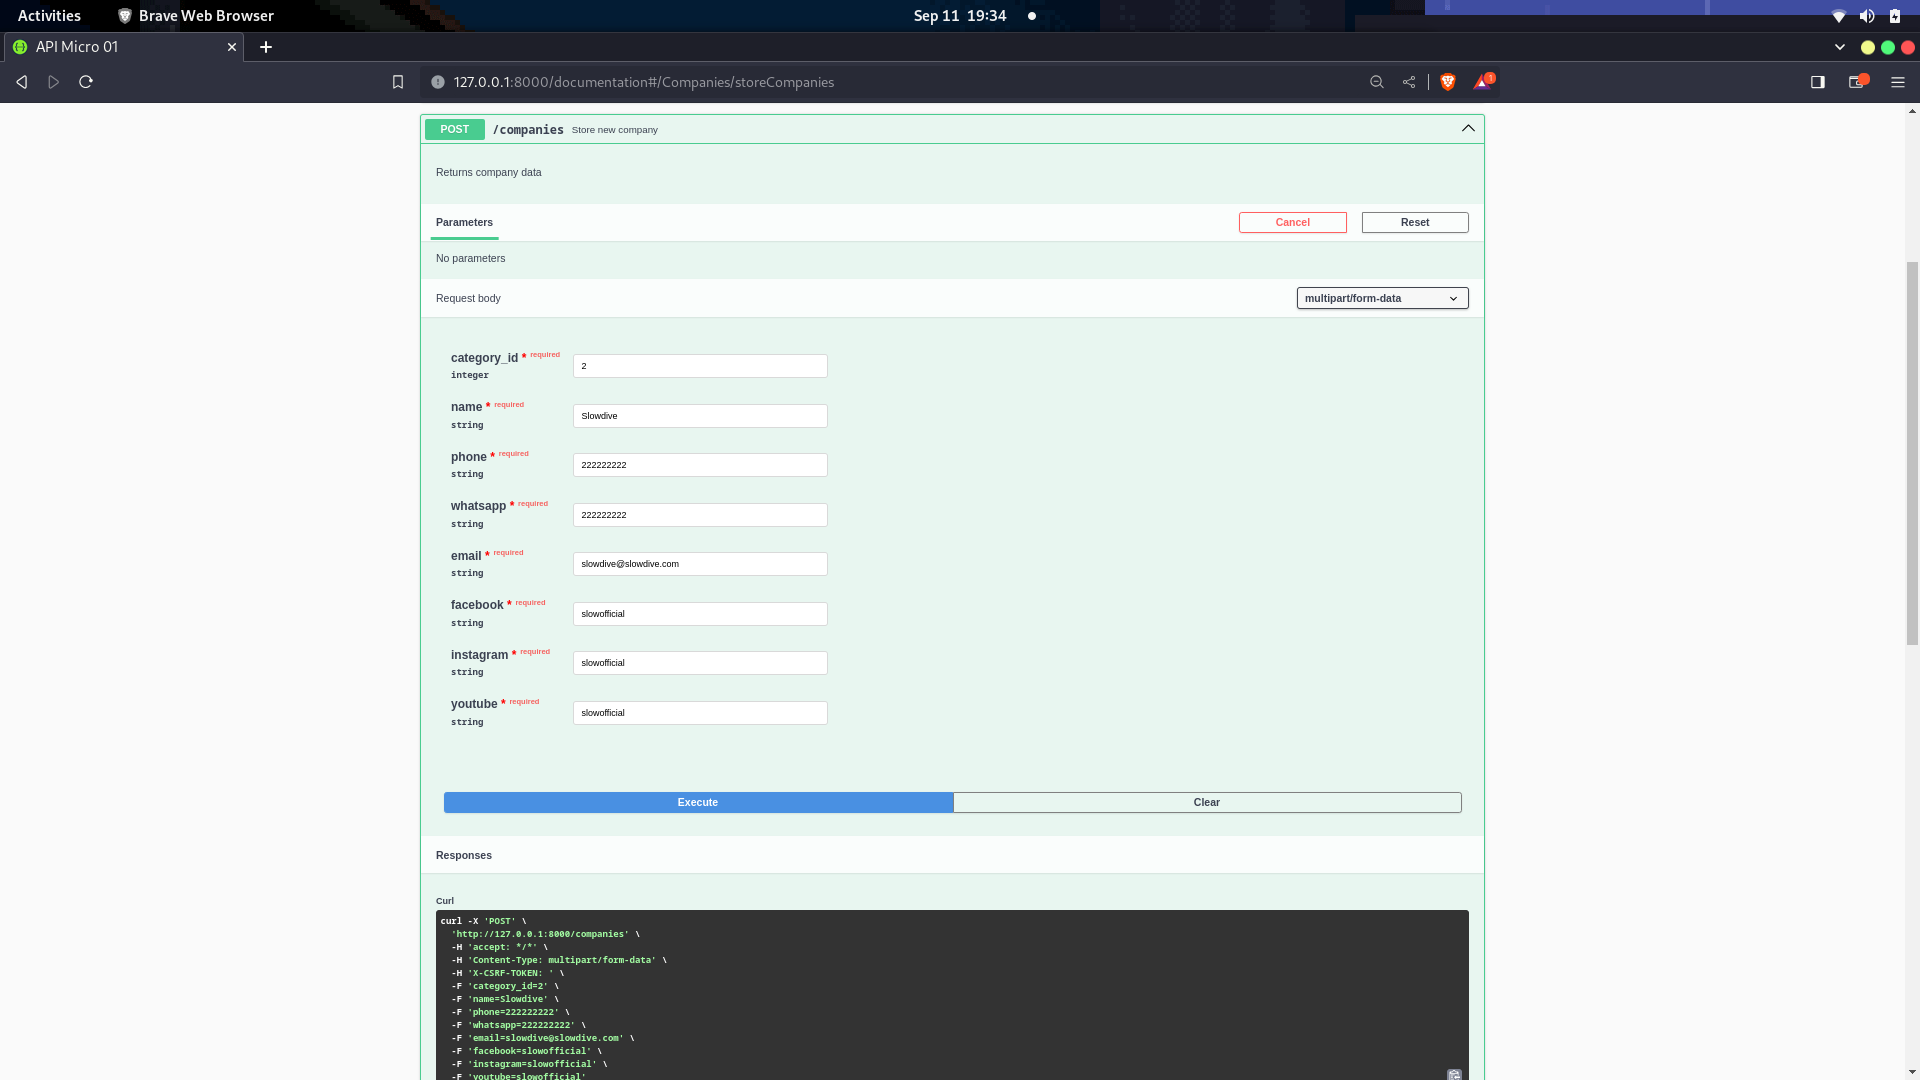 Activities Brave Web Browser Sep 11 19:34
API Micro 01
127.0.0.1:8000/documentation#/Companies/storeCompanies 1
POST /companies Store new company
Returns company data
Parameters Cancel Reset
No parameters
Request body multipart/form-data
category_id * required
integer
2
name * required
string
Slowdive
phone * required
string
222222222
whatsapp * required
string
222222222
email * required
string
slowdive@slowdive.com
facebook * required
string
slowofficial
instagram * required
string
slowofficial
youtube * required
string
slowofficial
Execute Clear
Responses
Curl
curl -X 'POST' \
'http://127.0.0.1:8000/companies' \
-H 'accept: */*' \
-H 'Content-Type: multipart/form-data' \
-H 'X-CSRF-TOKEN: ' \
-F 'category_id=2' \
-F 'name=Slowdive' \
-F 'phone=222222222' \
-F 'whatsapp=222222222' \
-F 'email=slowdive@slowdive.com' \
-F 'facebook=slowofficial' \
-F 'instagram=slowofficial' \
-F 'youtube=slowofficial'